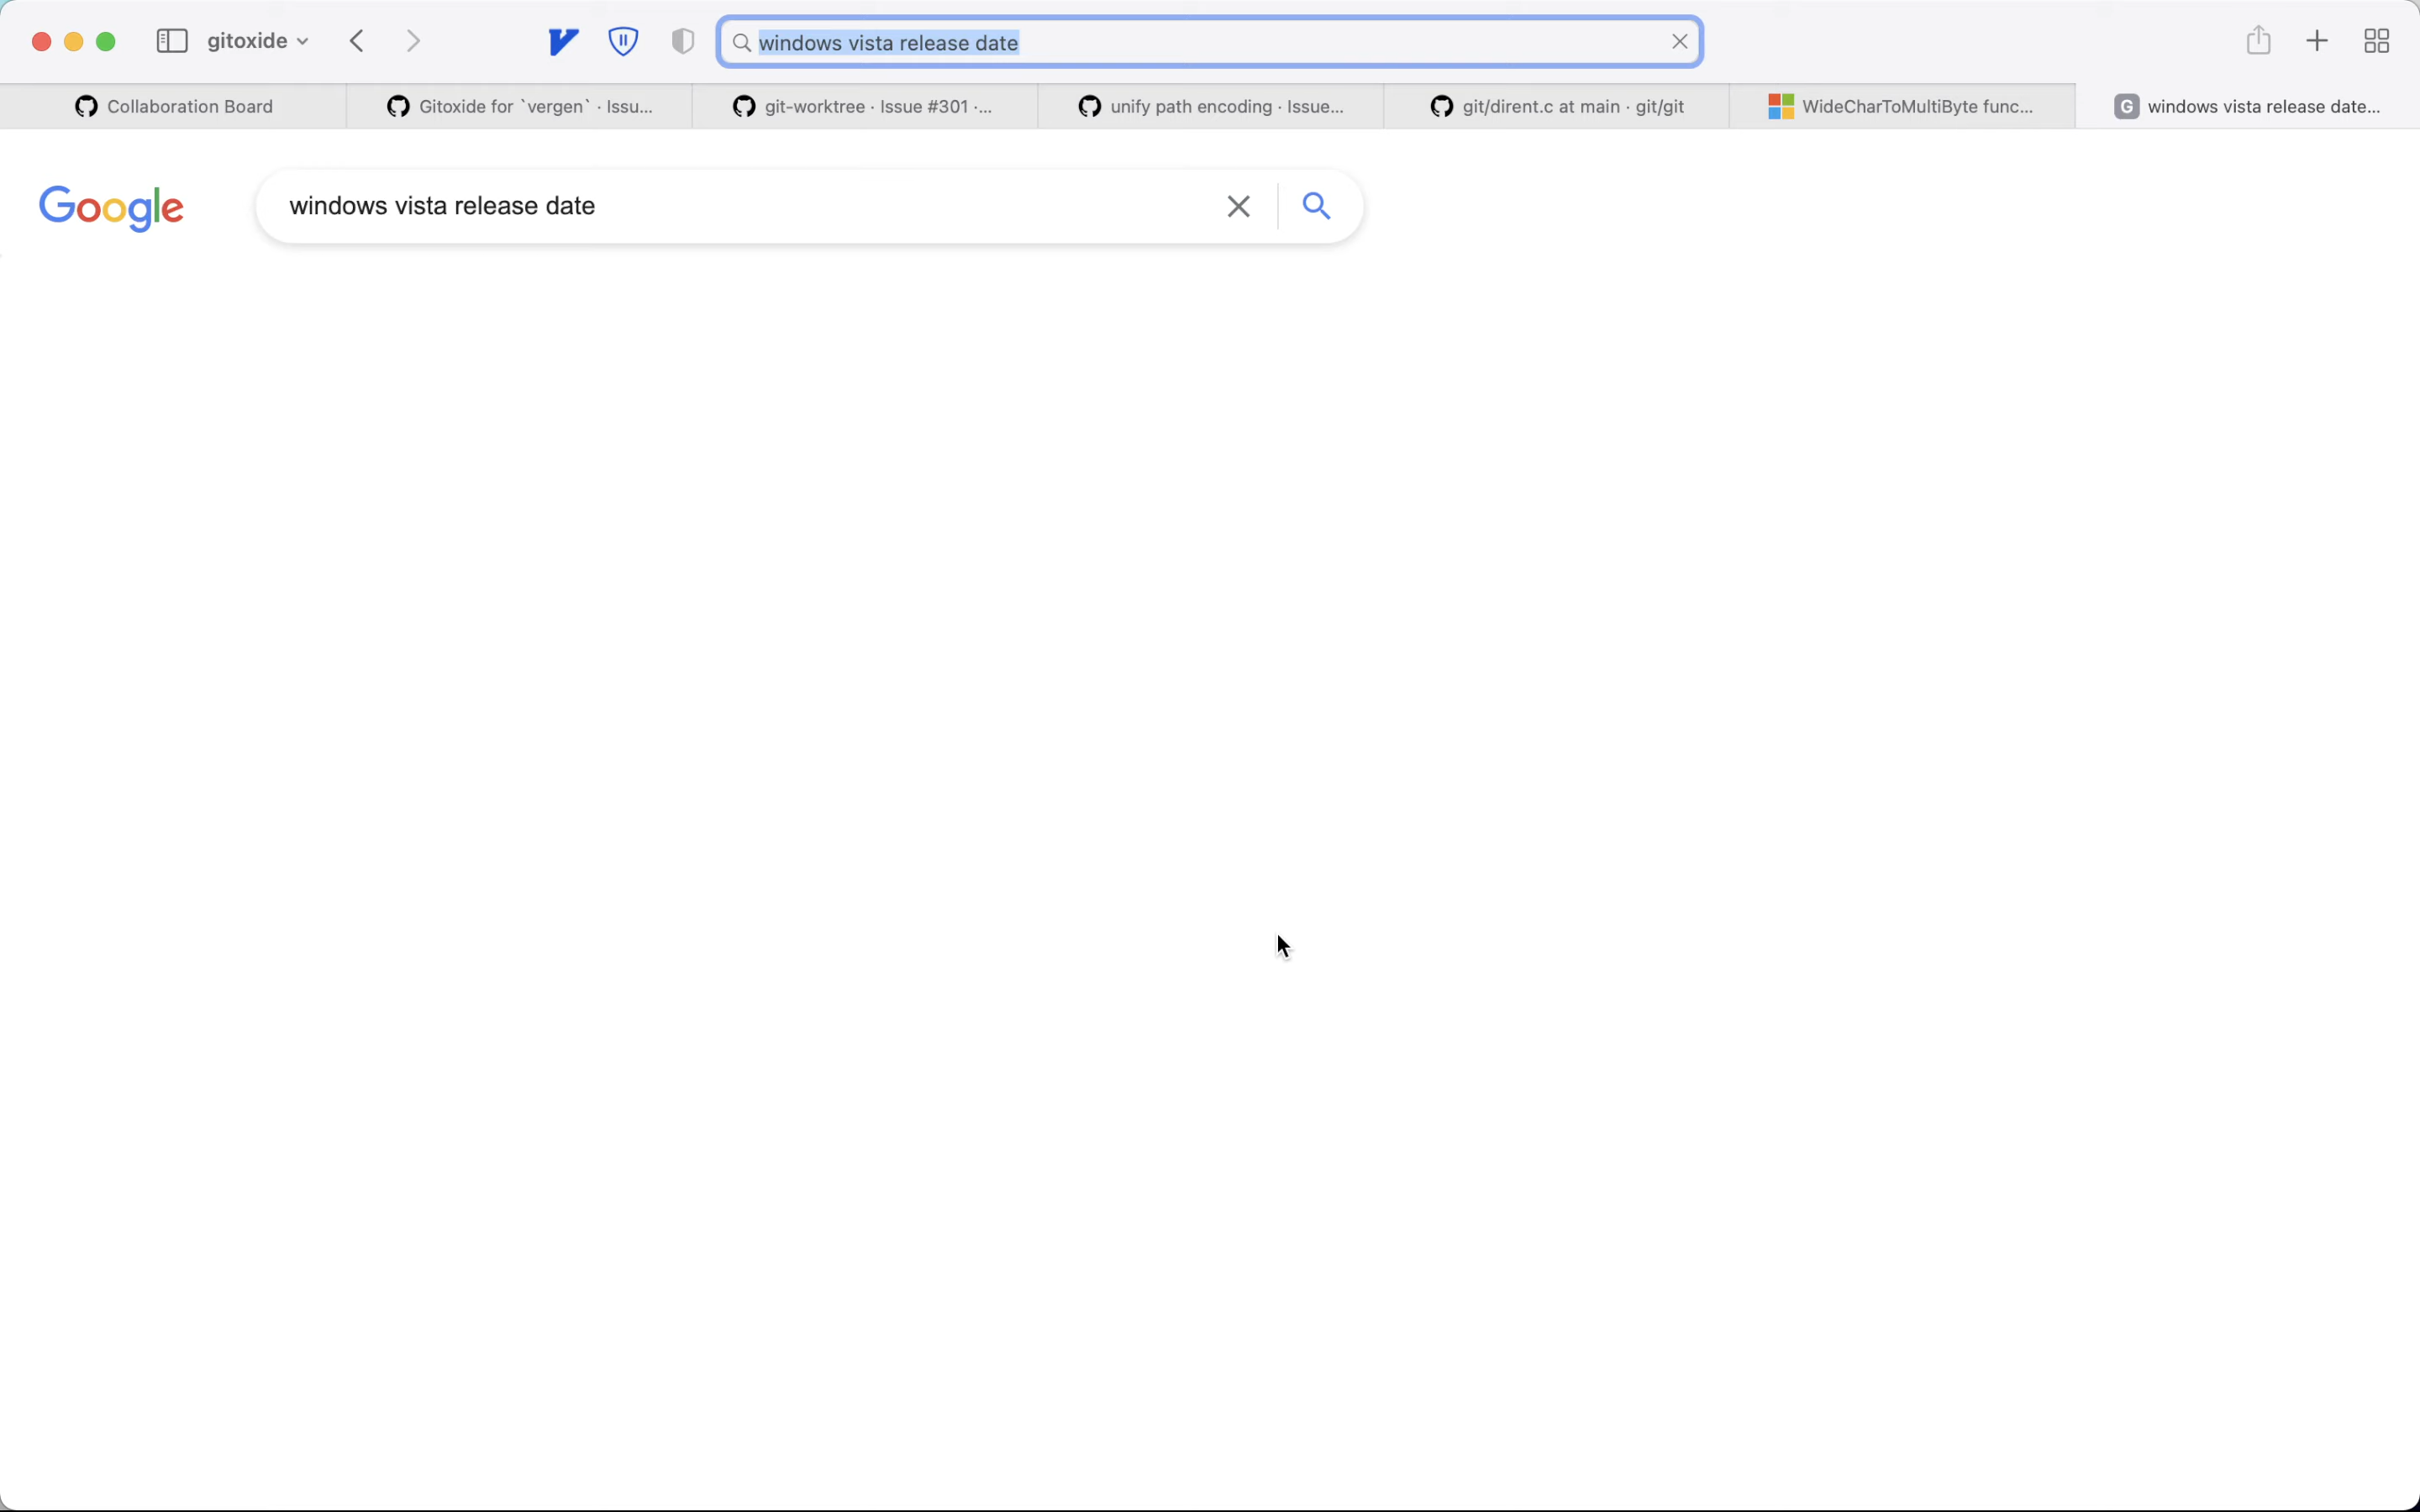 gitoxide
windows vista release date
Collaboration Board
Gitoxide for `vergen` · Issu...
git-worktree · Issue #301 ·...
unify path encoding · Issue...
git/dirent.c at main · git/git
WideCharToMultiByte func...
G windows vista release date...
Google
windows vista release date